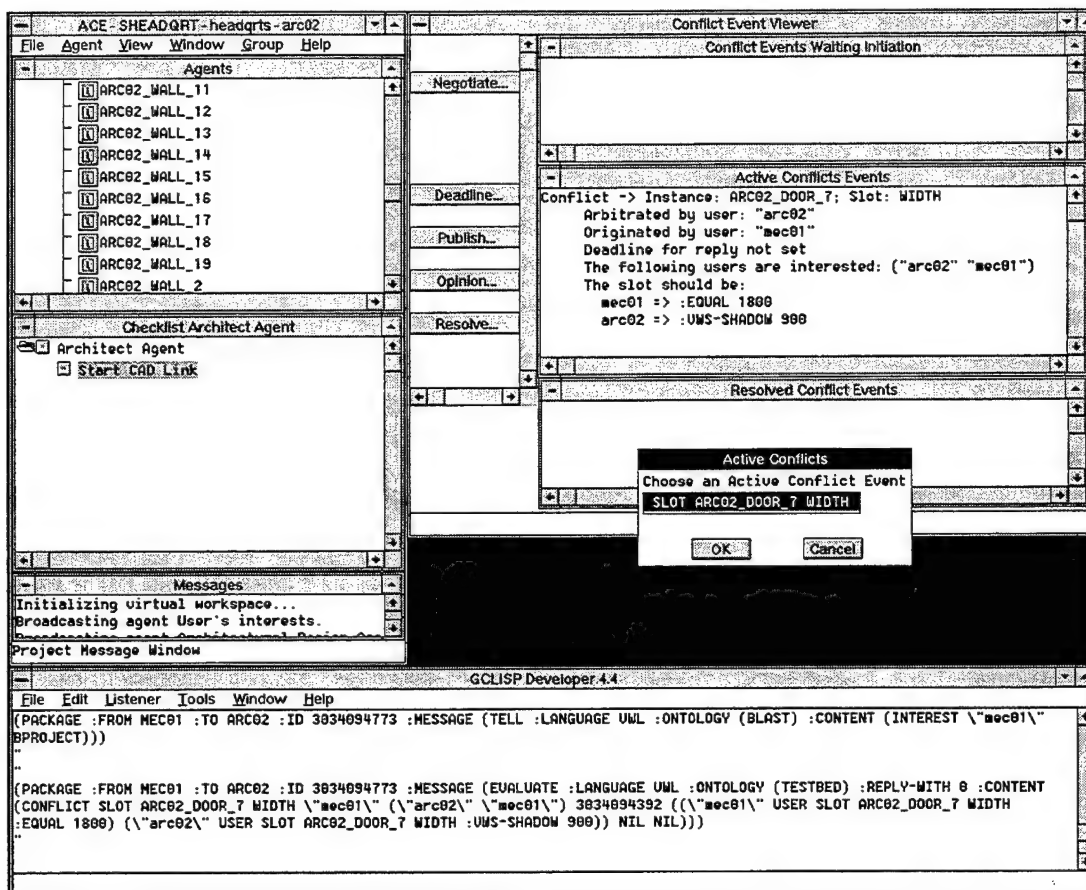 ACE - SHEADQRT - headqrts - arc02
File Agent View Window Group Help
Agents
ARC02_WALL_11
ARC02_WALL_12
ARC02_WALL_13
ARC02_WALL_14
ARC02_WALL_15
ARC02_WALL_16
ARC02_WALL_17
ARC02_WALL_18
ARC02_WALL_19
ARC02_WALL_2
Checklist Architect Agent
Architect Agent
Start CAD Link
Messages
Initializing virtual workspace...
Broadcasting agent User's interests.
Project Message Window
Conflict Event Viewer
Negotiate...
Deadline...
Publish...
Opinion...
Resolve...
Conflict Events Waiting Initiation
Active Conflicts Events
Conflict -> Instance: ARC02_DOOR_7; Slot: WIDTH
Arbitrated by user: "arc02"
Originated by user: "mec01"
Deadline for reply not set
The following users are interested: ("arc02" "mec01")
The slot should be:
mec01 => :EQUAL 1800
arc02 => :VWS-SHADOW 900
Resolved Conflict Events
Active Conflicts
Choose an Active Conflict Event
SLOT ARC02_DOOR_7 WIDTH
OK Cancel
GCLISP Developer 4.4
File Edit Listener Tools Window Help
(PACKAGE :FROM MEC01 :TO ARC02 :ID 3034094773 :MESSAGE (TELL :LANGUAGE VWL :ONTOLOGY (BLAST) :CONTENT (INTEREST \"mec01\"
BPROJECT)))
"
"
(PACKAGE :FROM MEC01 :TO ARC02 :ID 3034094773 :MESSAGE (EVALUATE :LANGUAGE VWL :ONTOLOGY (TESTBED) :REPLY-WITH 0 :CONTENT
(CONFLICT SLOT ARC02_DOOR_7 WIDTH \"mec01\" (\"arc02\" \"mec01\") 3034094392 ((\"mec01\" USER SLOT ARC02_DOOR_7 WIDTH
:EQUAL 1800) (\"arc02\" USER SLOT ARC02_DOOR_7 WIDTH :VWS-SHADOW 900)) NIL NIL)))
"